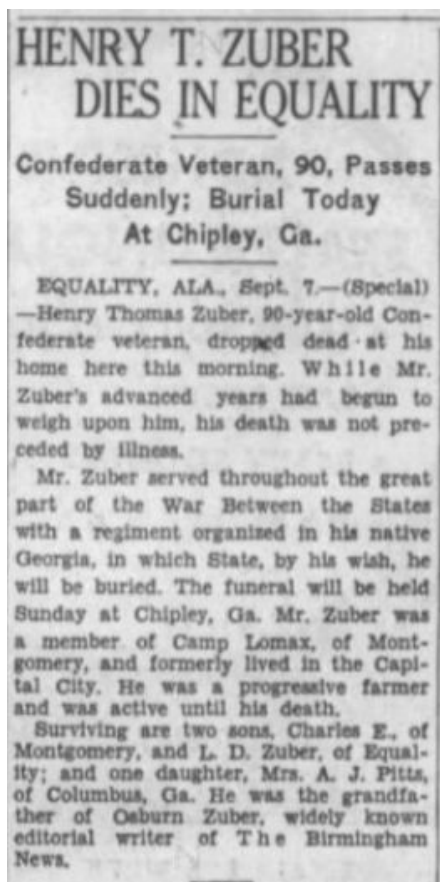 HENRY T. ZUBER
DIES IN EQUALITY
Confederate Veteran, 90, Passes
Suddenly; Burial Today
At Chipley, Ga.
EQUALITY, ALA., Sept. 7.—(Special)
—Henry Thomas Zuber, 90-year-old Con-
federate veteran, dropped dead at his
home here this morning. While Mr.
Zuber's advanced years had begun to
weigh upon him, his death was not pre-
ceded by illness.
Mr. Zuber served throughout the great
part of the War Between the States
with a regiment organized in his native
Georgia, in which State, by his wish, he
will be buried. The funeral will be held
Sunday at Chipley, Ga. Mr. Zuber was
a member of Camp Lomax, of Mont-
gomery, and formerly lived in the Capi-
tal City. He was a progressive farmer
and was active until his death.
Surviving are two sons, Charles E., of
Montgomery, and L. D. Zuber, of Equal-
ity; and one daughter, Mrs. A. J. Pitts,
of Columbus, Ga. He was the grandfa-
ther of Osburn Zuber, widely known
editorial writer of The Birmingham
News.